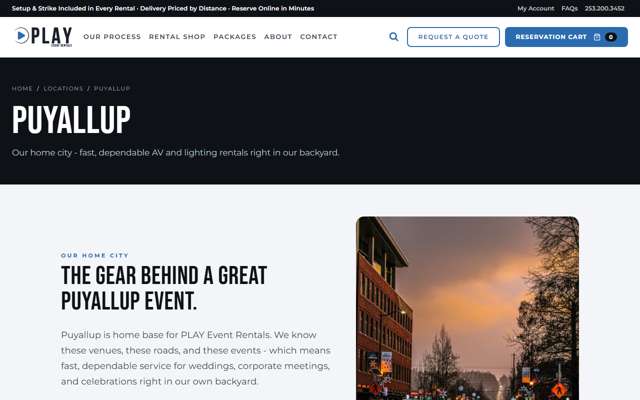 Setup & Strike Included in Every Rental · Delivery Priced by Distance · Reserve Online in Minutes
My Account FAQs 253.200.3452
PLAY
EVENT RENTALS
OUR PROCESS RENTAL SHOP PACKAGES ABOUT CONTACT
REQUEST A QUOTE
RESERVATION CART 0
HOME / LOCATIONS / PUYALLUP
PUYALLUP
Our home city - fast, dependable AV and lighting rentals right in our backyard.
OUR HOME CITY
THE GEAR BEHIND A GREAT
PUYALLUP EVENT.
Puyallup is home base for PLAY Event Rentals. We know
these venues, these roads, and these events - which means
fast, dependable service for weddings, corporate meetings,
and celebrations right in our own backyard.